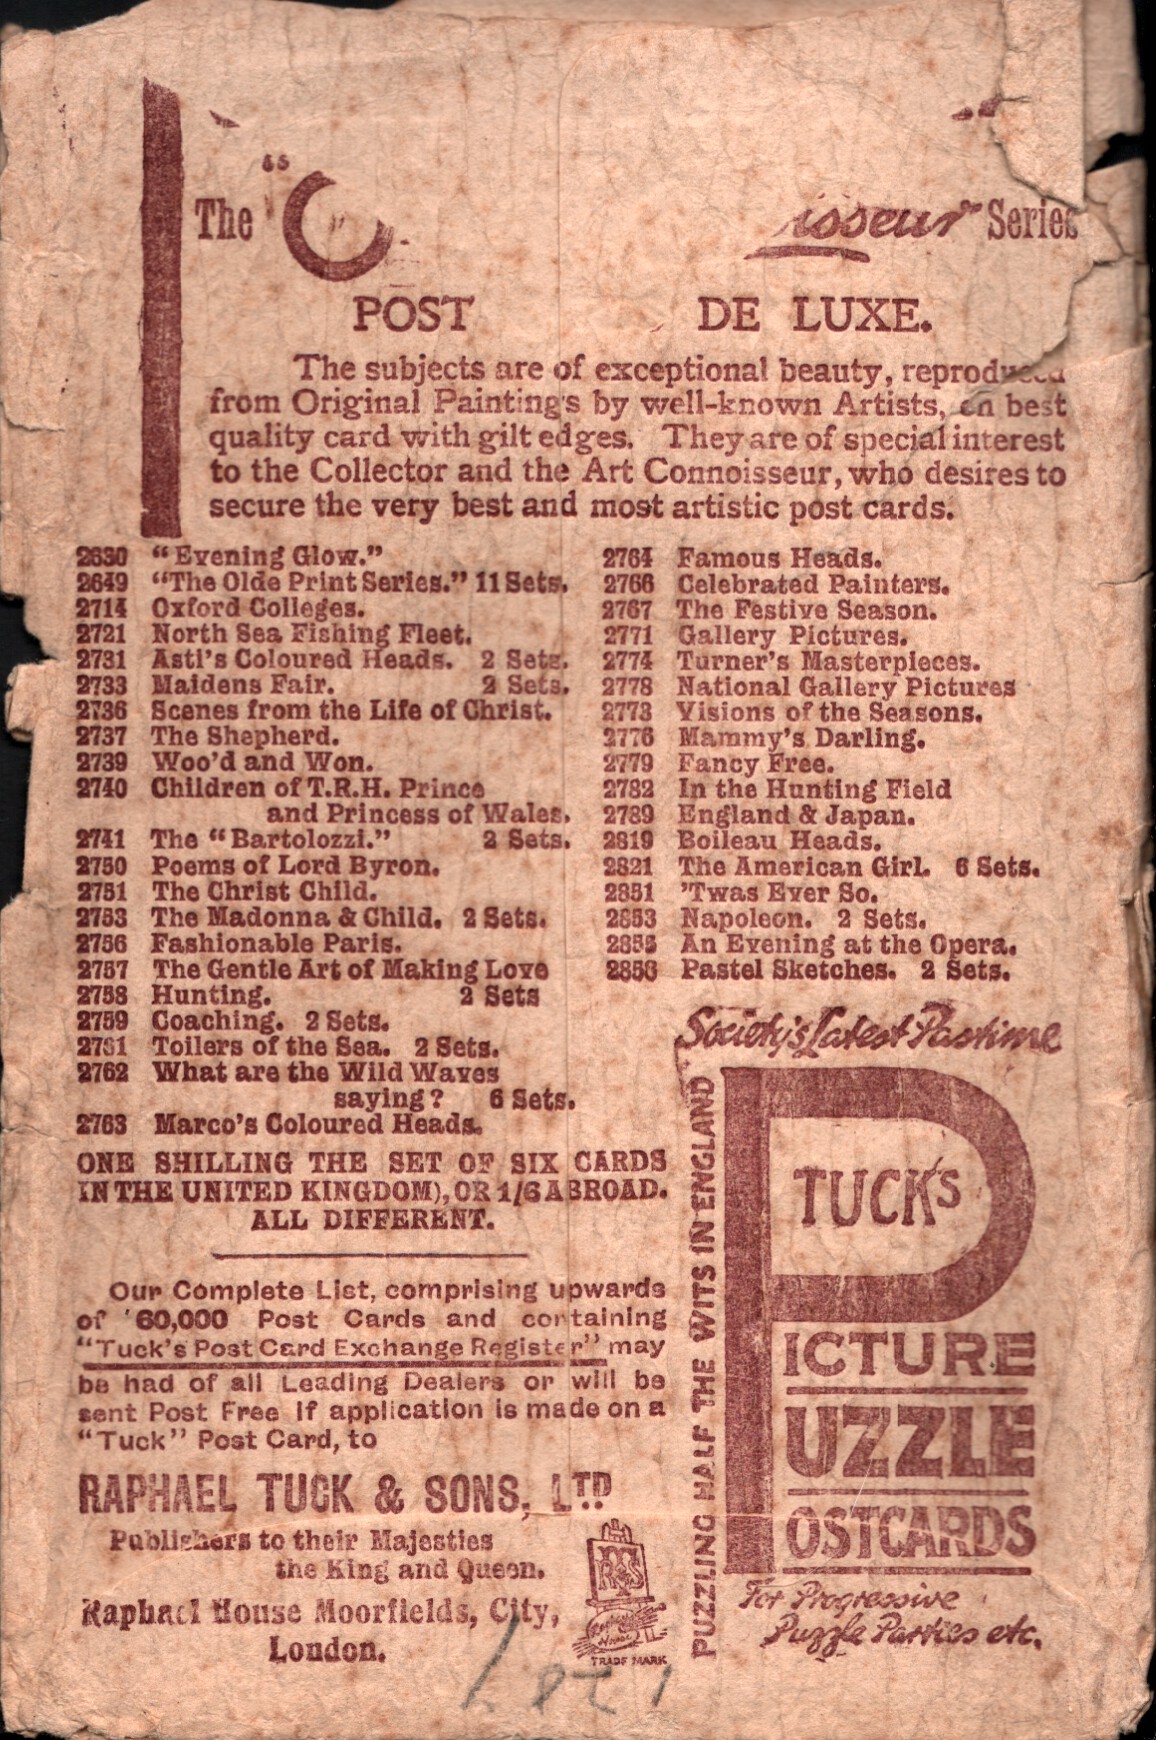 The "C isseur" Series
POST DE LUXE.
The subjects are of exceptional beauty, reproduced
from Original Paintings by well-known Artists, on best
quality card with gilt edges. They are of special interest
to the Collector and the Art Connoisseur, who desires to
secure the very best and most artistic post cards.
2630 "Evening Glow."
2649 "The Olde Print Series." 11 Sets.
2714 Oxford Colleges.
2721 North Sea Fishing Fleet.
2731 Asti's Coloured Heads. 2 Sets.
2733 Maidens Fair. 2 Sets.
2736 Scenes from the Life of Christ.
2737 The Shepherd.
2739 Woo'd and Won.
2740 Children of T.R.H. Prince
and Princess of Wales.
2741 The "Bartolozzi." 2 Sets.
2750 Poems of Lord Byron.
2751 The Christ Child.
2753 The Madonna & Child. 2 Sets.
2756 Fashionable Paris.
2757 The Gentle Art of Making Love
2758 Hunting. 2 Sets
2759 Coaching. 2 Sets.
2761 Toilers of the Sea. 2 Sets.
2762 What are the Wild Waves
saying? 6 Sets.
2763 Marco's Coloured Heads.
2764 Famous Heads.
2766 Celebrated Painters.
2767 The Festive Season.
2771 Gallery Pictures.
2774 Turner's Masterpieces.
2778 National Gallery Pictures
2773 Visions of the Seasons.
2776 Mammy's Darling.
2779 Fancy Free.
2782 In the Hunting Field
2789 England & Japan.
2819 Boileau Heads.
2821 The American Girl. 6 Sets.
2851 'Twas Ever So.
2853 Napoleon. 2 Sets.
2855 An Evening at the Opera.
Pastel Sketches. 2 Sets.
ONE SHILLING THE SET OF SIX CARDS
IN THE UNITED KINGDOM), OR 1/6 ABROAD.
ALL DIFFERENT.
Our Complete List, comprising upwards
of 60,000 Post Cards and containing
"Tuck's Post Card Exchange Register" may
be had of all Leading Dealers or will be
sent Post Free if application is made on a
"Tuck" Post Card, to
RAPHAEL TUCK & SONS, LTD
Publishers to their Majesties
the King and Queen.
Raphael House Moorfields, City,
London.
RTS
Raphael House
TRADE MARK
Society's Latest Pastime
PUZZLING HALF THE WITS IN ENGLAND
TUCK'S
PICTURE
PUZZLE
POSTCARDS
For Progressive
Puzzle Parties etc.